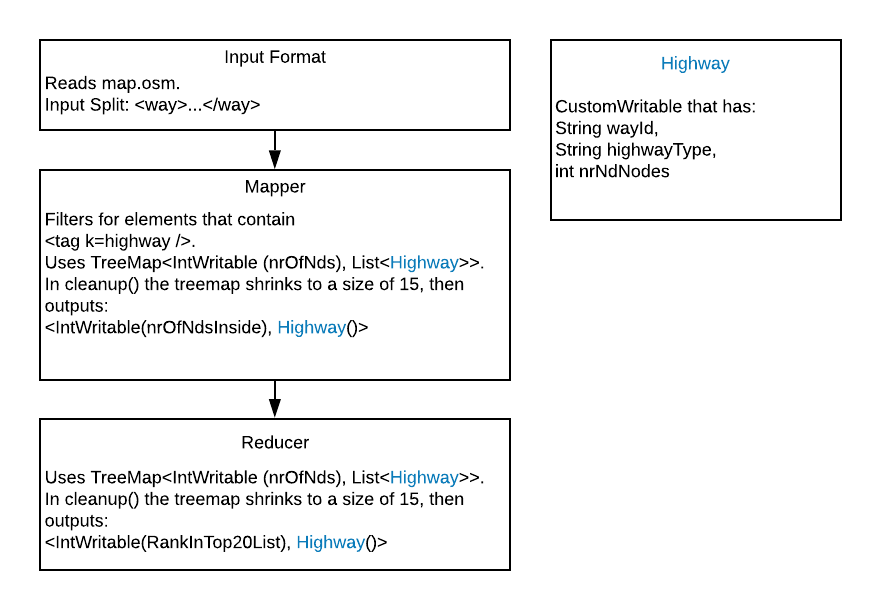 Input Format
Reads map.osm.
Input Split: <way>...</way>
Mapper
Filters for elements that contain
<tag k=highway />.
Uses TreeMap<IntWritable (nrOfNds), List<Highway>>.
In cleanup() the treemap shrinks to a size of 15, then
outputs:
<IntWritable(nrOfNdsInside), Highway()>
Reducer
Uses TreeMap<IntWritable (nrOfNds), List<Highway>>.
In cleanup() the treemap shrinks to a size of 15, then
outputs:
<IntWritable(RankInTop20List), Highway()>
Highway
CustomWritable that has:
String wayId,
String highwayType,
int nrNdNodes